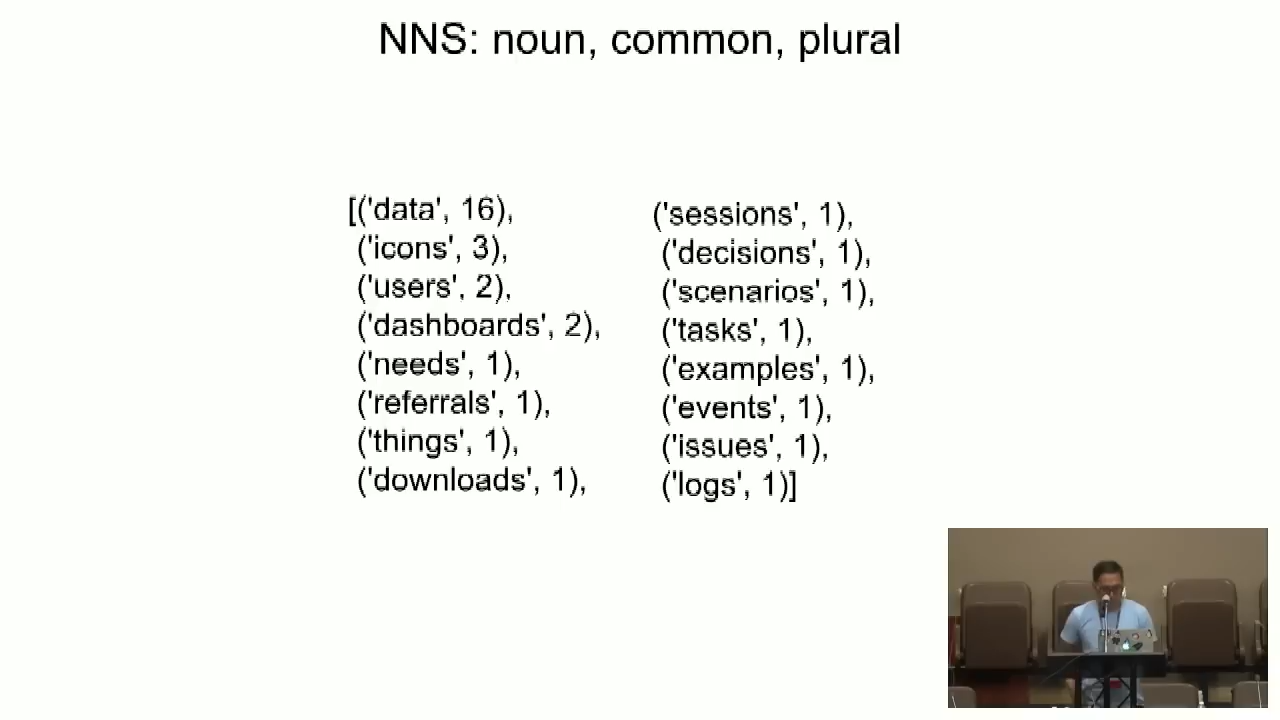 NNS: noun, common, plural
[('data', 16),
('icons', 3),
('users', 2),
('dashboards', 2),
('needs', 1),
('referrals', 1),
('things', 1),
('downloads', 1),
('sessions', 1),
('decisions', 1),
('scenarios', 1),
('tasks', 1),
('examples', 1),
('events', 1),
('issues', 1),
('logs', 1)]